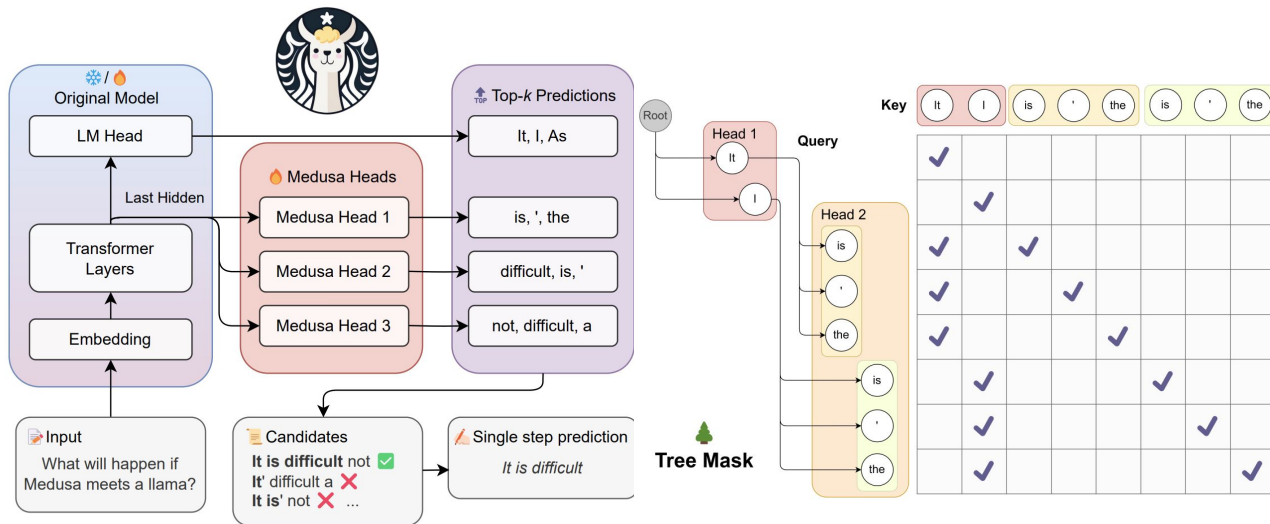 /
Original Model
LM Head
Last Hidden
Transformer
Layers
Embedding
Medusa Heads
Medusa Head 1
Medusa Head 2
Medusa Head 3
TOP
Top-k Predictions
It, I, As
is, ', the
difficult, is, '
not, difficult, a
Input
What will happen if
Medusa meets a llama?
Candidates
It is difficult not
It' difficult a
It is' not ...
Single step prediction
It is difficult
Root
Head 1
It
I
Query
Head 2
is
'
the
is
'
the
Tree Mask
Key
It I is ' the is ' the